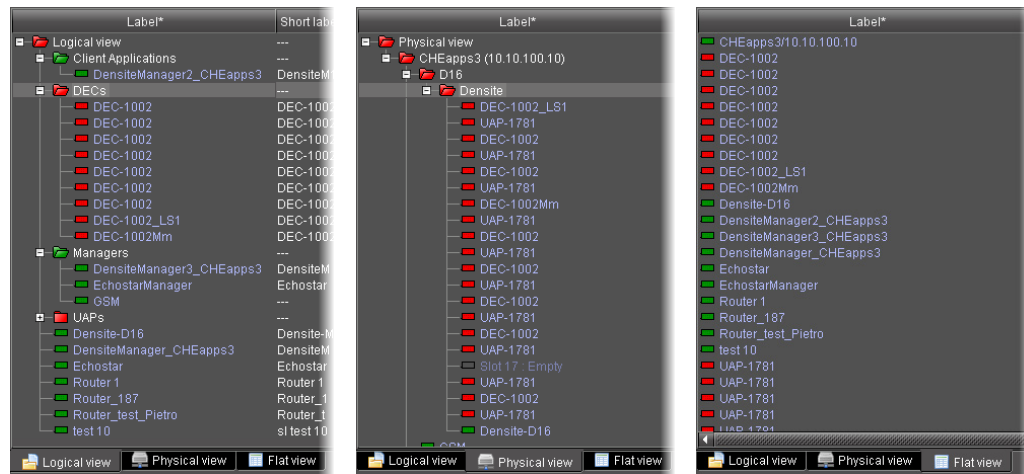 Label* Short labe
Logical view ---
Client Applications ---
DensiteManager2_CHEapps3 DensiteM
DECs ---
DEC-1002 DEC-1002
DEC-1002 DEC-1002
DEC-1002 DEC-1002
DEC-1002 DEC-1002
DEC-1002 DEC-1002
DEC-1002 DEC-1002
DEC-1002 DEC-1002
DEC-1002_LS1 DEC-1002
DEC-1002Mm DEC-1002
Managers ---
DensiteManager3_CHEapps3 DensiteM
EchostarManager Echostar
GSM ---
UAPs ---
Densite-D16 Densite-M
DensiteManager_CHEapps3 DensiteM
Echostar Echostar
Router 1 Router 1
Router_187 Router_1
Router_test_Pietro Router_t
test 10 sl test 10
Logical view Physical view Flat view
Label*
Physical view
CHEapps3 (10.10.100.10)
D16
Densite
DEC-1002_LS1
UAP-1781
DEC-1002
UAP-1781
DEC-1002
UAP-1781
DEC-1002Mm
UAP-1781
DEC-1002
UAP-1781
DEC-1002
UAP-1781
DEC-1002
UAP-1781
DEC-1002
UAP-1781
Slot 17 : Empty
UAP-1781
DEC-1002
UAP-1781
Densite-D16
GSM
Logical view Physical view Flat view
Label*
CHEapps3/10.10.100.10
DEC-1002
DEC-1002
DEC-1002
DEC-1002
DEC-1002
DEC-1002
DEC-1002
DEC-1002_LS1
DEC-1002Mm
Densite-D16
DensiteManager2_CHEapps3
DensiteManager3_CHEapps3
DensiteManager_CHEapps3
Echostar
EchostarManager
Router 1
Router_187
Router_test_Pietro
test 10
UAP-1781
UAP-1781
UAP-1781
UAP-1781
UAP-1781
Logical view Physical view Flat view